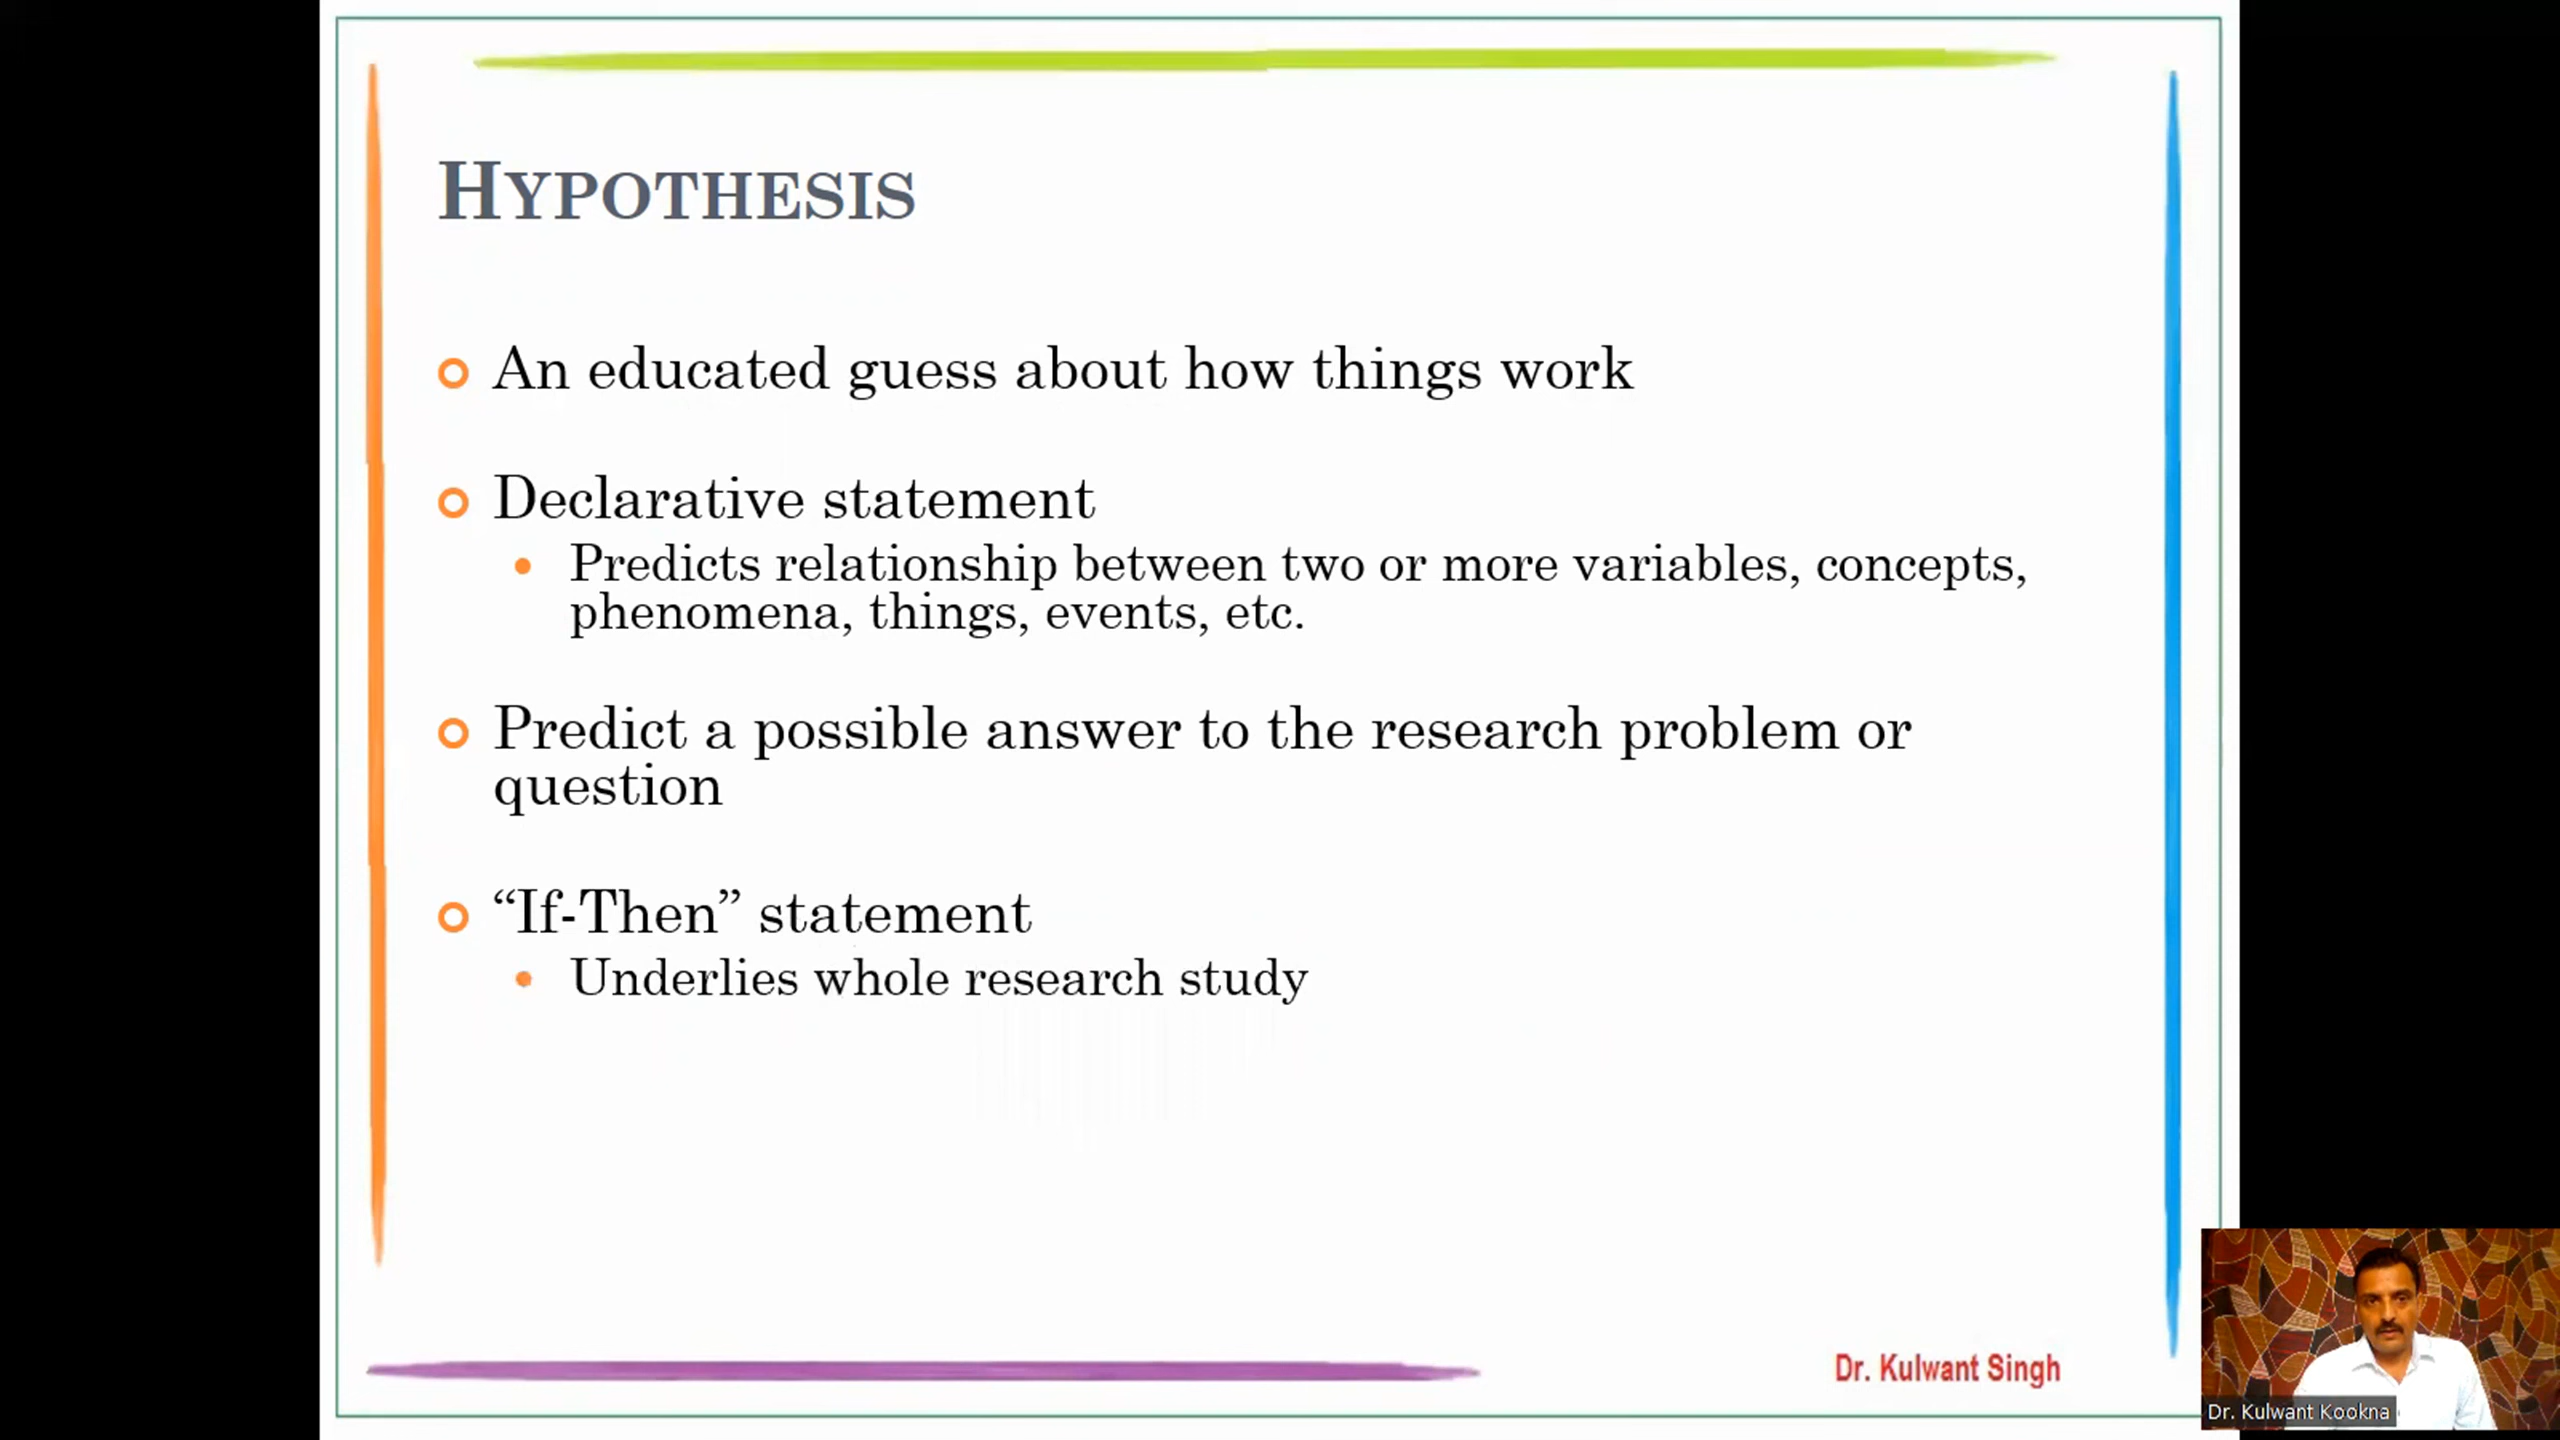 HYPOTHESIS
An educated guess about how things work
Declarative statement
Predicts relationship between two or more variables, concepts,
phenomena, things, events, etc.
Predict a possible answer to the research problem or
question
“If-Then” statement
Underlies whole research study
Dr. Kulwant Singh
Dr. Kulwant Kookna